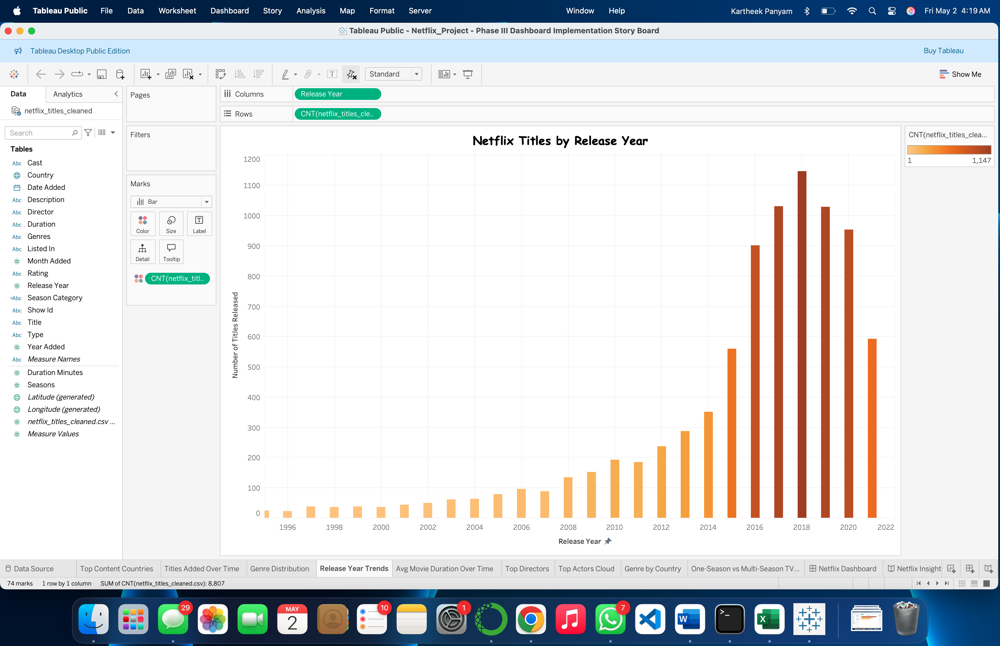 Tableau Public File Data Worksheet Dashboard Story Analysis Map Format Server Window Help Kartheek Panyam Fri May 2 4:19 AM
Tableau Public - Netflix_Project - Phase III Dashboard Implementation Story Board
Tableau Desktop Public Edition Buy Tableau
Standard Show Me
Data Analytics
netflix_titles_cleaned
Search
Tables
Abc Cast
Country
Date Added
Abc Description
Abc Director
Abc Duration
Abc Genres
Abc Listed In
# Month Added
Abc Rating
# Release Year
=Abc Season Category
Abc Show Id
Abc Title
Abc Type
# Year Added
Abc Measure Names
# Duration Minutes
# Seasons
Latitude (generated)
Longitude (generated)
# netflix_titles_cleaned.csv ...
# Measure Values
Pages
Filters
Marks
Bar
Color Size Label
Detail Tooltip
CNT(netflix_titl..
Columns Release Year
Rows CNT(netflix_titles_cle..
Netflix Titles by Release Year
Number of Titles Released
1200
1100
1000
900
800
700
600
500
400
300
200
100
0
1996 1998 2000 2002 2004 2006 2008 2010 2012 2014 2016 2018 2020 2022
Release Year
CNT(netflix_titles_clea...
1 1,147
Data Source Top Content Countries Titles Added Over Time Genre Distribution Release Year Trends Avg Movie Duration Over Time Top Directors Top Actors Cloud Genre by Country One-Season vs Multi-Season TV... Netflix Dashboard Netflix Insight
74 marks 1 row by 1 column SUM of CNT(netflix_titles_cleaned.csv): 8,807
29 MAY 2 10 1 7 W >_ X